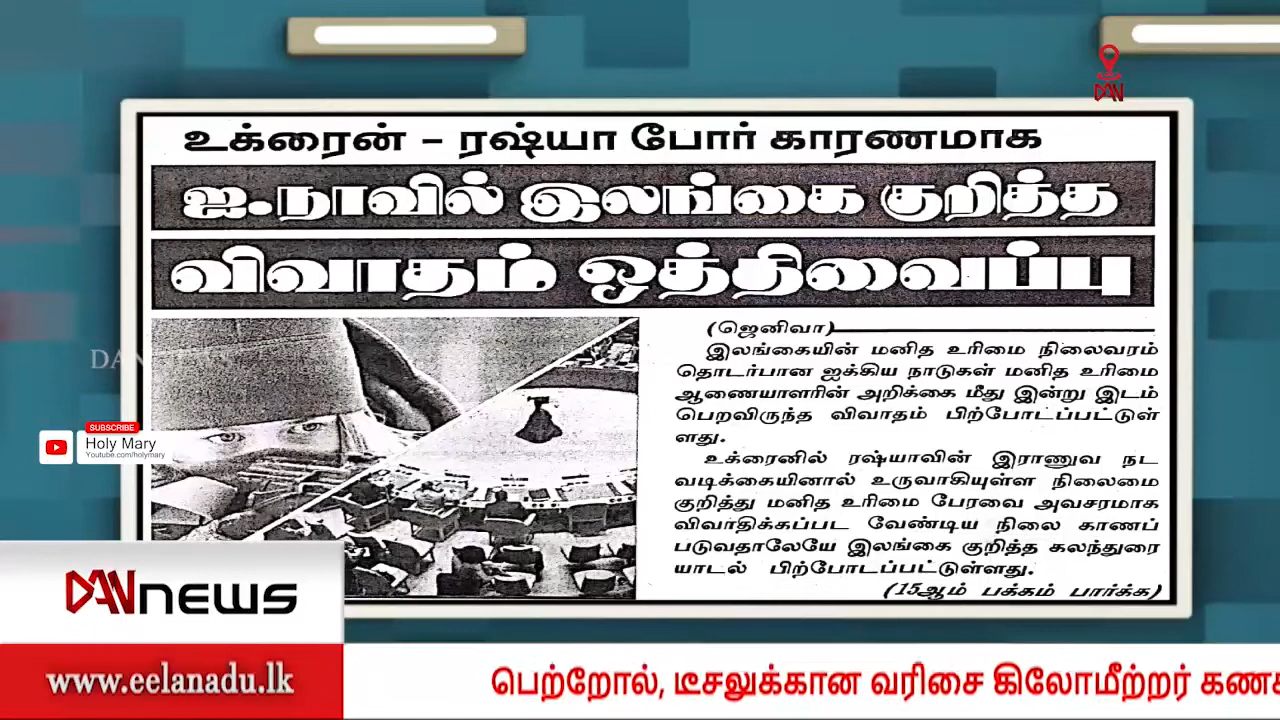 DAN
உக்ரைன் – ரஷ்யா போர் காரணமாக
ஐ.நாவில் இலங்கை குறித்த
விவாதம் ஒத்திவைப்பு
(ஜெனிவா)
இலங்கையின் மனித உரிமை நிலைவரம்
தொடர்பான ஐக்கிய நாடுகள் மனித உரிமை
ஆணையாளரின் அறிக்கை மீது இன்று இடம்
பெறவிருந்த விவாதம் பிற்போடப்பட்டுள்
ளது.
உக்ரைனில் ரஷ்யாவின் இராணுவ நட
வடிக்கையினால் உருவாகியுள்ள நிலைமை
குறித்து மனித உரிமை பேரவை அவசரமாக
விவாதிக்கப்பட வேண்டிய நிலை காணப்
படுவதாலேயே இலங்கை குறித்த கலந்துரை
யாடல் பிற்போடப்பட்டுள்ளது.
(15ஆம் பக்கம் பார்க்க)
SUBSCRIBE
Holy Mary
Youtube.com/holymary
DAN news
www.eelanadu.lk
பெற்றோல், டீசலுக்கான வரிசை கிலோமீற்றர்